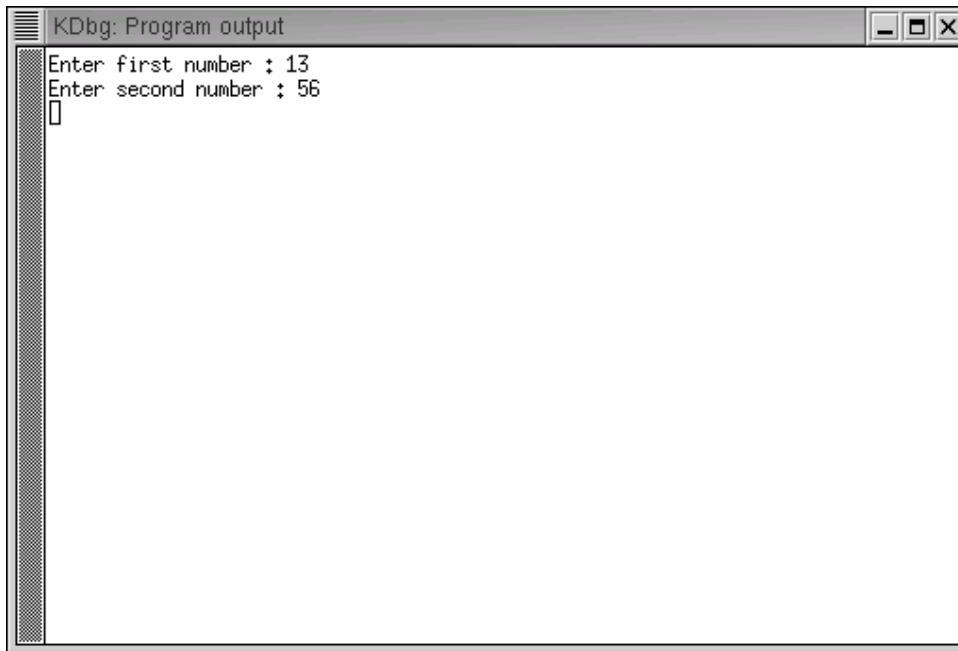 KDbg: Program output
Enter first number : 13
Enter second number : 56